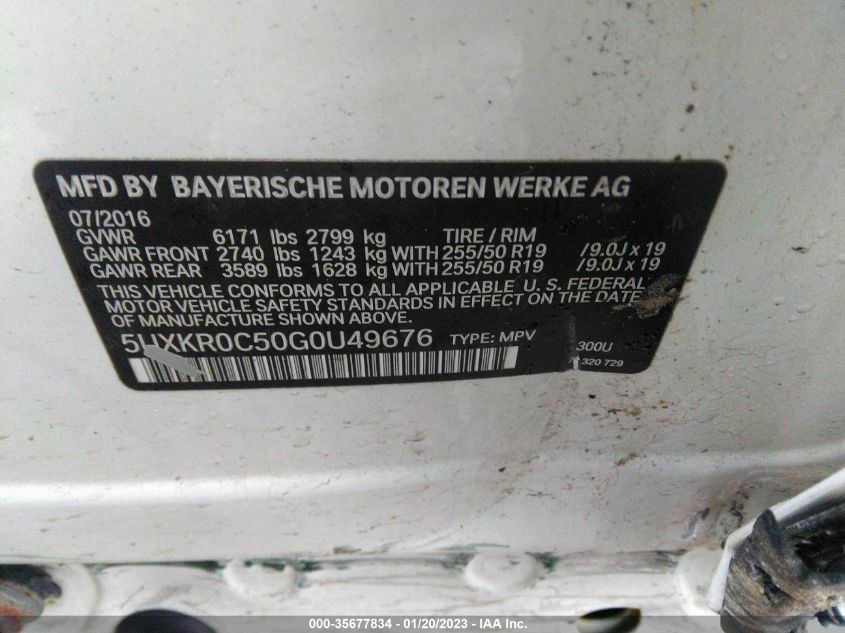 MFD BY BAYERISCHE MOTOREN WERKE AG
07/2016
GVWR 6171 lbs 2799 kg TIRE / RIM
GAWR FRONT 2740 lbs 1243 kg WITH 255/50 R19 /9.0J x 19
GAWR REAR 3589 lbs 1628 kg WITH 255/50 R19 /9.0J x 19
THIS VEHICLE CONFORMS TO ALL APPLICABLE U. S. FEDERAL
MOTOR VEHICLE SAFETY STANDARDS IN EFFECT ON THE DATE
OF MANUFACTURE SHOWN ABOVE.
5UXKR0C50G0U49676 TYPE: MPV 300U
320 729
000-35677834 - 01/20/2023 - IAA Inc.